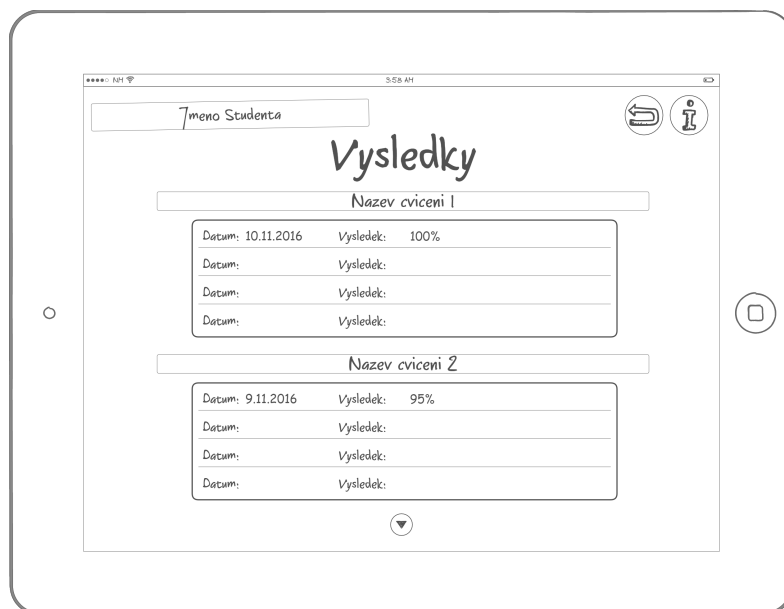 NM 3:58 AM
Jmeno Studenta
i
Vysledky
Nazev cviceni 1
Datum: 10.11.2016 Vysledek: 100%
Datum: Vysledek:
Datum: Vysledek:
Datum: Vysledek:
Nazev cviceni 2
Datum: 9.11.2016 Vysledek: 95%
Datum: Vysledek:
Datum: Vysledek:
Datum: Vysledek: